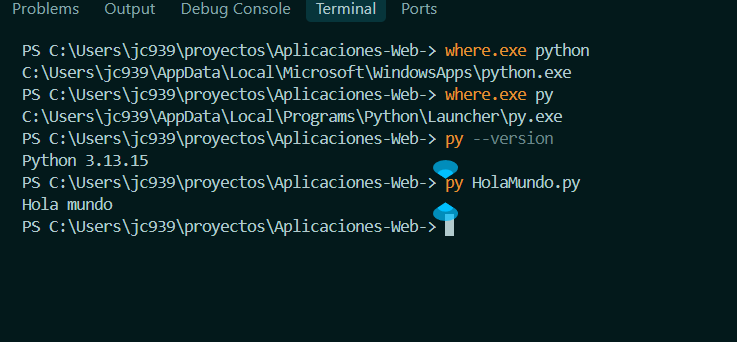 Problems Output Debug Console Terminal Ports
PS C:\Users\jc939\proyectos\Aplicaciones-Web-> where.exe python
C:\Users\jc939\AppData\Local\Microsoft\WindowsApps\python.exe
PS C:\Users\jc939\proyectos\Aplicaciones-Web-> where.exe py
C:\Users\jc939\AppData\Local\Programs\Python\Launcher\py.exe
PS C:\Users\jc939\proyectos\Aplicaciones-Web-> py --version
Python 3.13.15
PS C:\Users\jc939\proyectos\Aplicaciones-Web-> py HolaMundo.py
Hola mundo
PS C:\Users\jc939\proyectos\Aplicaciones-Web->